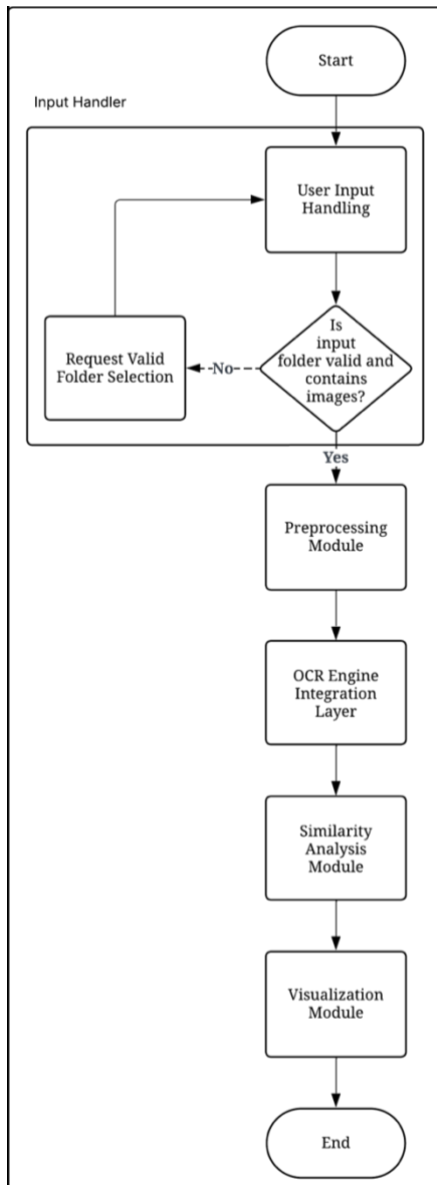 Start
Input Handler
User Input
Handling
Is
input
folder valid and
contains
images?
No
Request Valid
Folder Selection
Yes
Preprocessing
Module
OCR Engine
Integration
Layer
Similarity
Analysis
Module
Visualization
Module
End